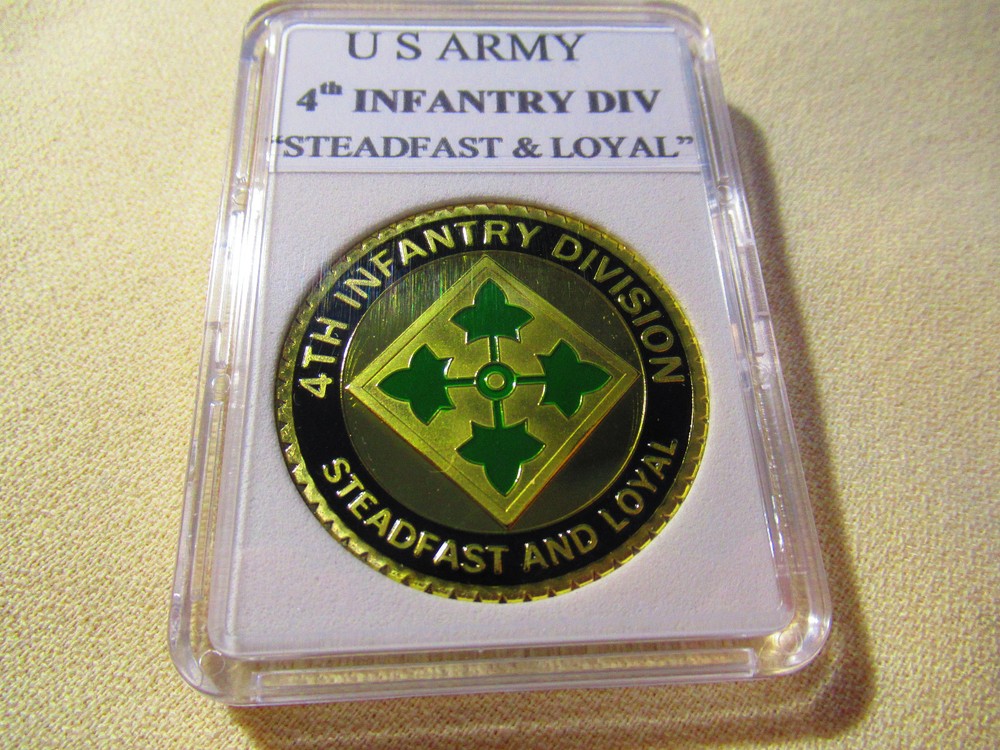 U S ARMY
4th INFANTRY DIV
"STEADFAST & LOYAL"
4TH INFANTRY DIVISION
STEADFAST AND LOYAL